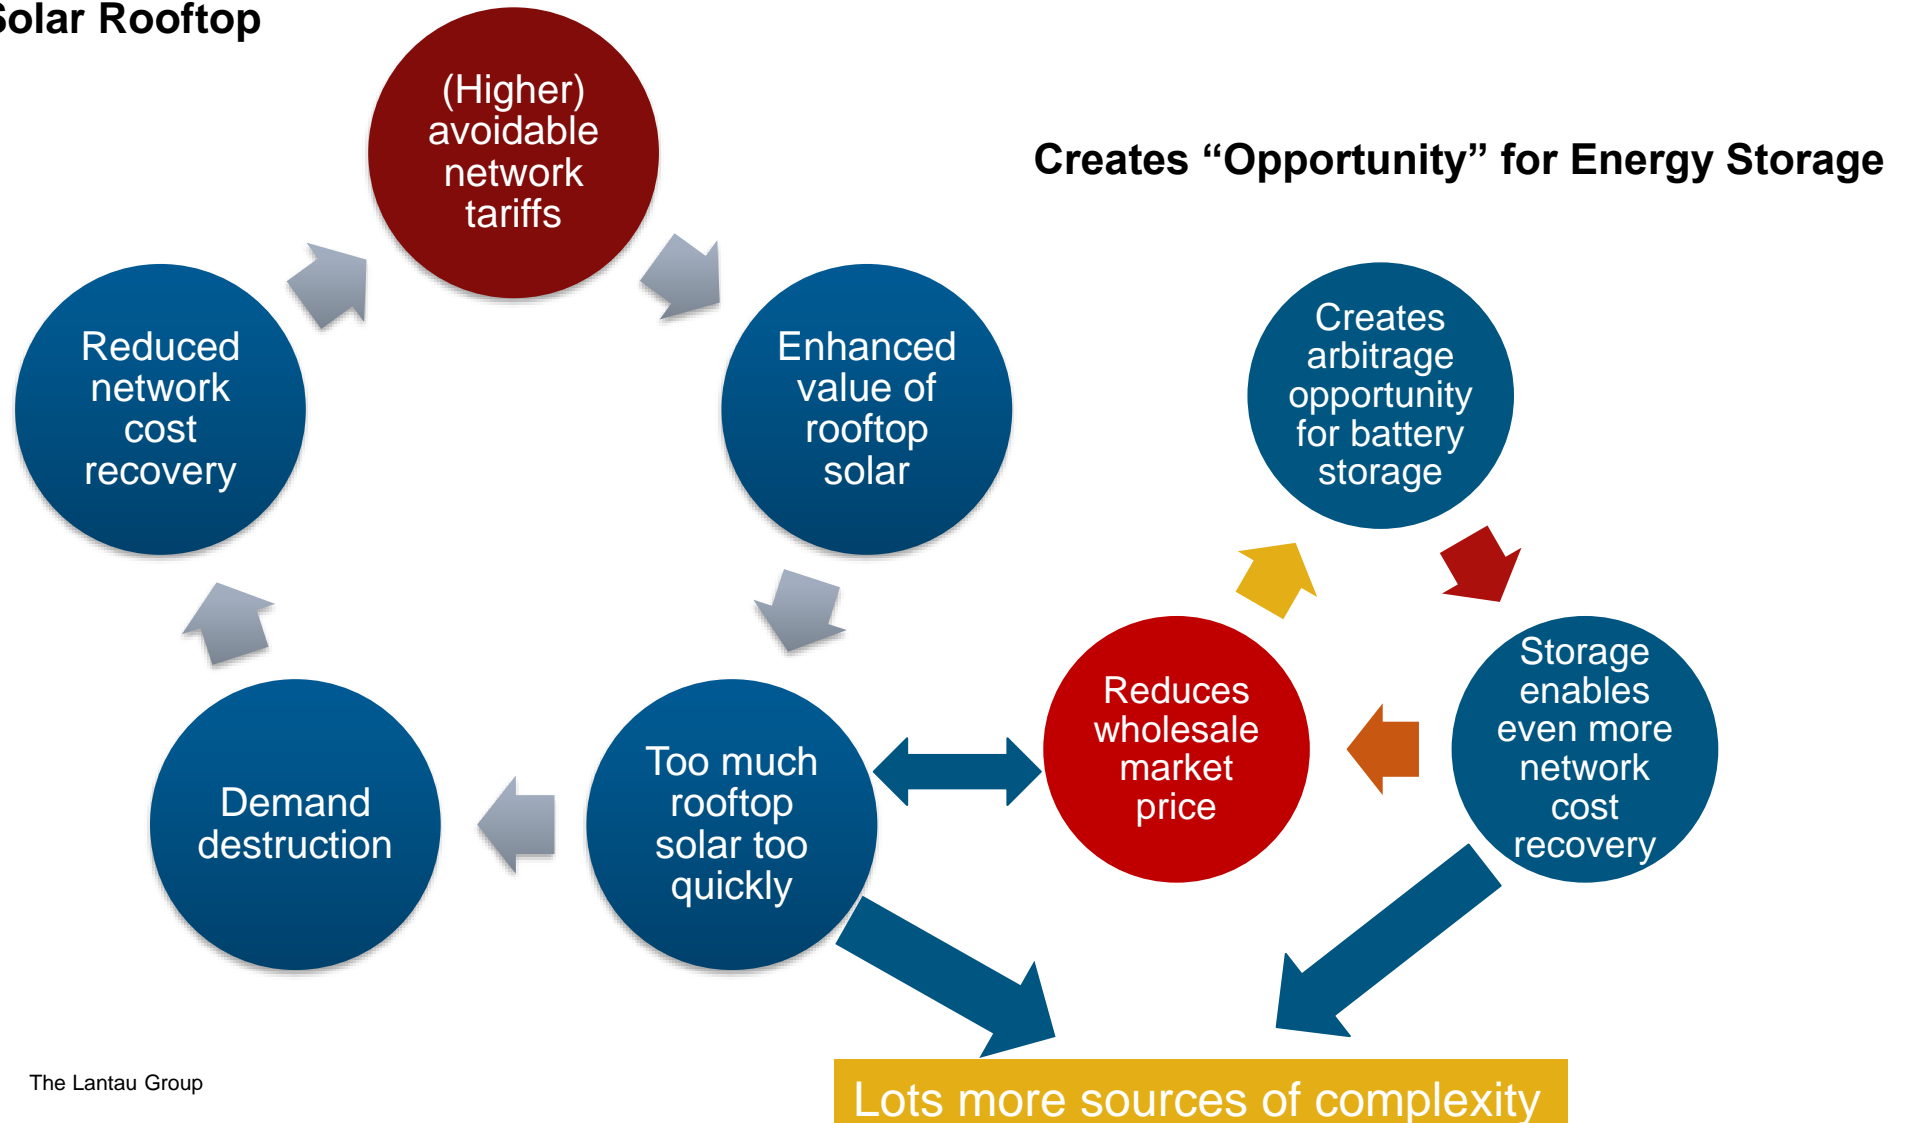 Solar Rooftop
(Higher)
avoidable
network
tariffs
Creates “Opportunity” for Energy Storage
Reduced
network
cost
recovery
Enhanced
value of
rooftop
solar
Creates
arbitrage
opportunity
for battery
storage
Demand
destruction
Too much
rooftop
solar too
quickly
Reduces
wholesale
market
price
Storage
enables
even more
network
cost
recovery
The Lantau Group
Lots more sources of complexity